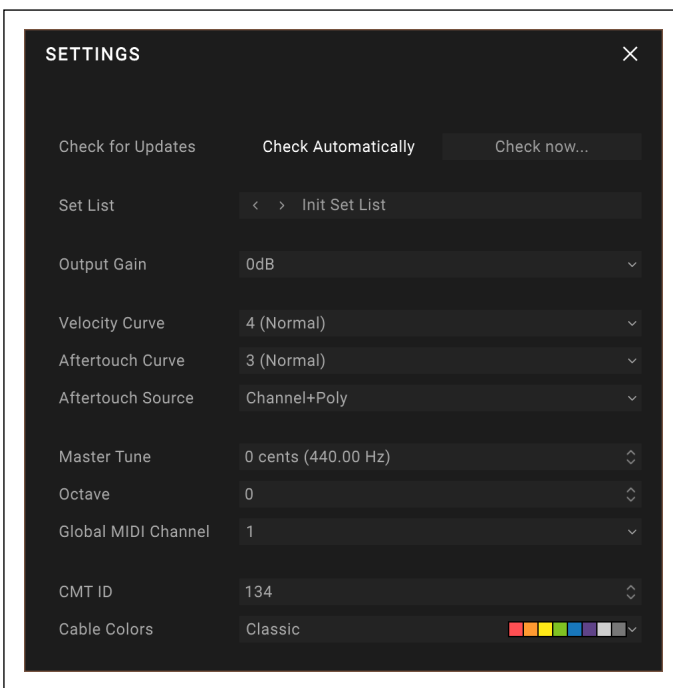 SETTINGS
Check for Updates Check Automatically Check now...
Set List < > Init Set List
Output Gain 0dB
Velocity Curve 4 (Normal)
Aftertouch Curve 3 (Normal)
Aftertouch Source Channel+Poly
Master Tune 0 cents (440.00 Hz)
Octave 0
Global MIDI Channel 1
CMT ID 134
Cable Colors Classic